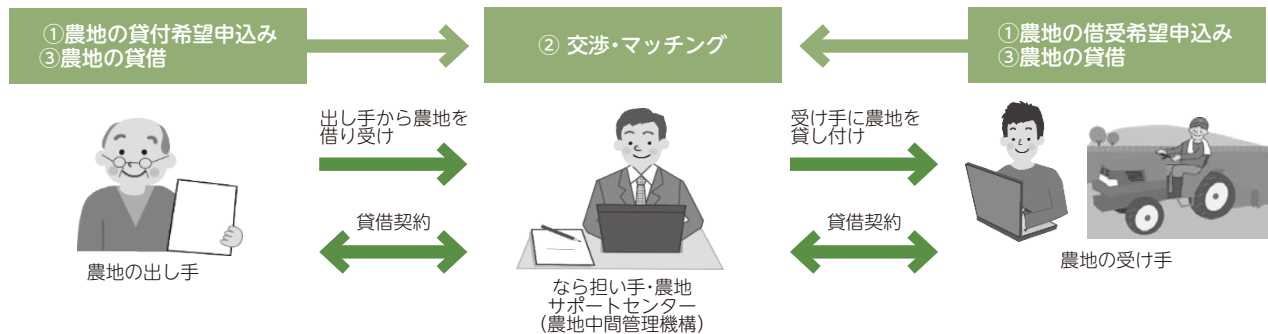 ①農地の貸付希望申込み
③農地の貸借
② 交渉・マッチング
①農地の借受希望申込み
③農地の貸借
出し手から農地を
借り受け
受け手に農地を
貸し付け
貸借契約
貸借契約
農地の出し手
なら担い手・農地
サポートセンター
（農地中間管理機構）
農地の受け手